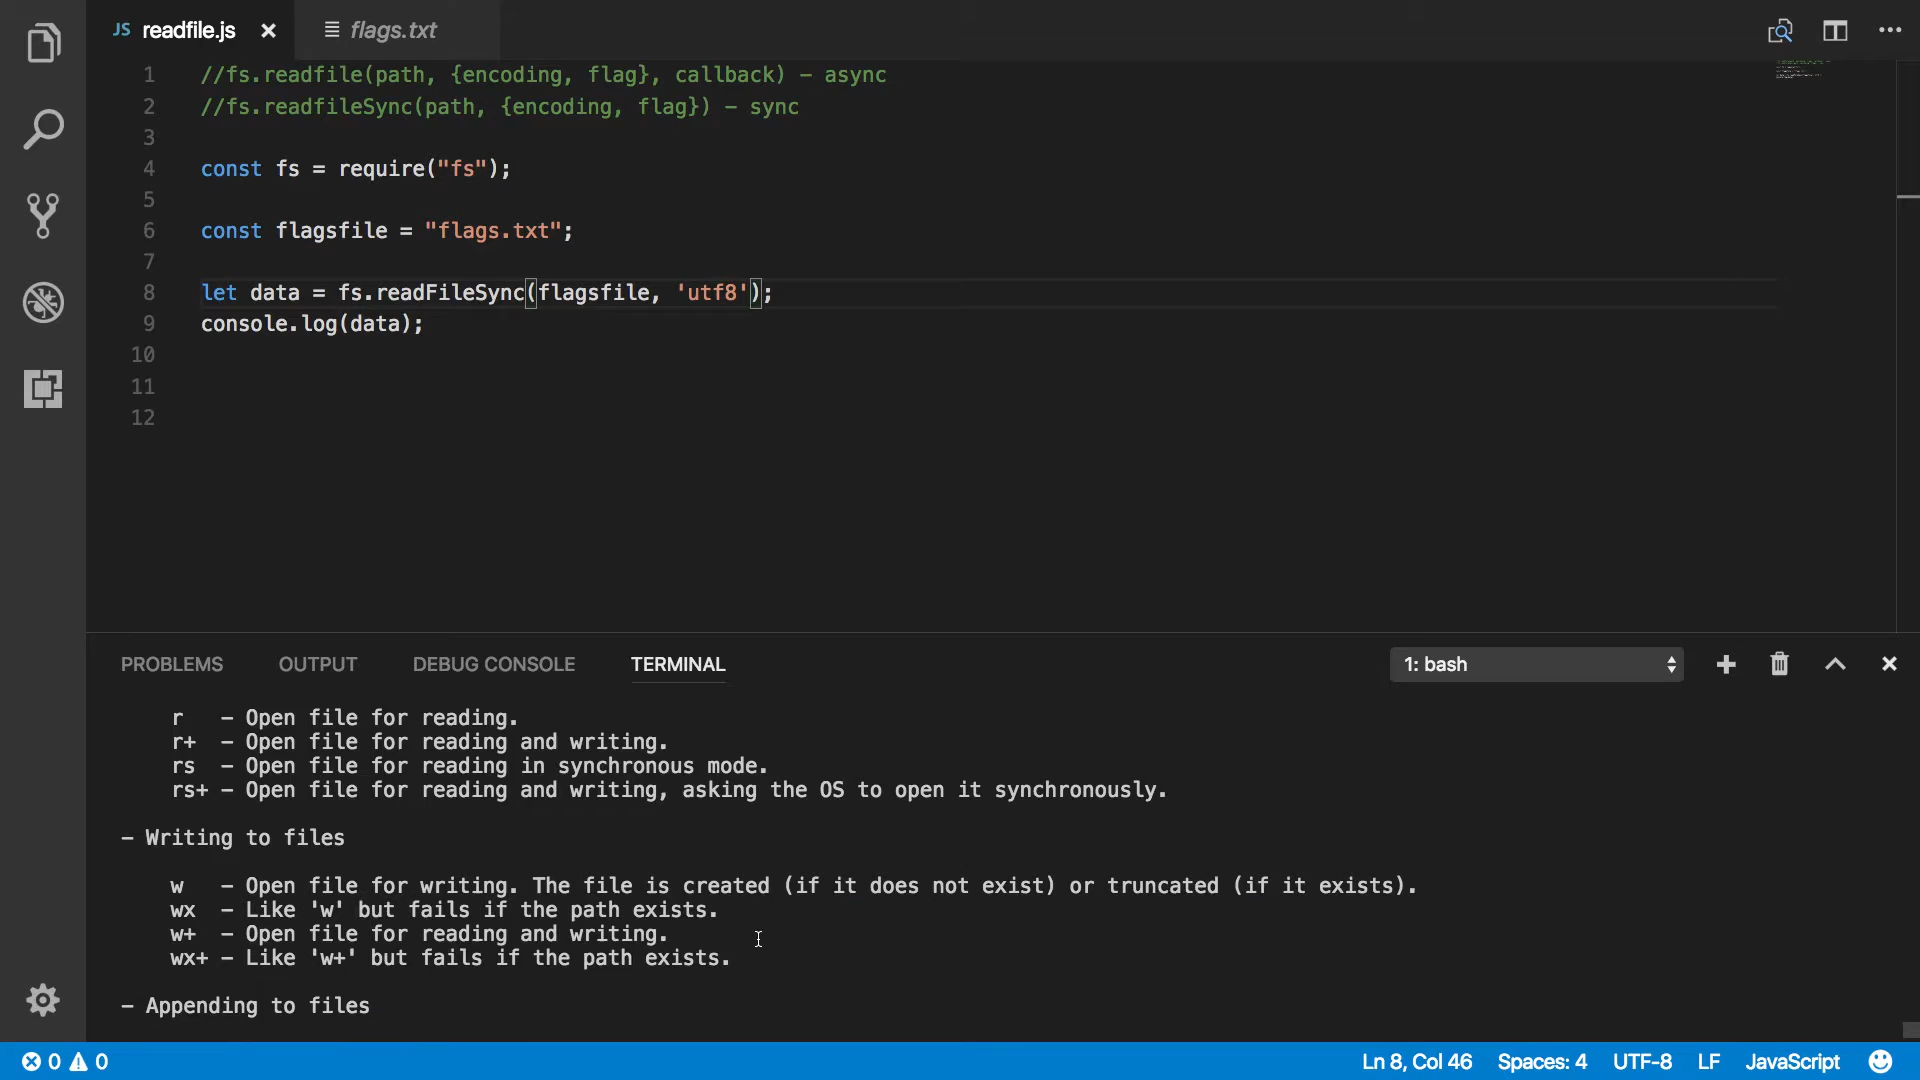 JS readfile.js × flags.txt
1 //fs.readfile(path, {encoding, flag}, callback) – async
2 //fs.readfileSync(path, {encoding, flag}) – sync
3
4 const fs = require("fs");
5
6 const flagsfile = "flags.txt";
7
8 let data = fs.readFileSync(flagsfile, 'utf8');
9 console.log(data);
10
11
12
PROBLEMS OUTPUT DEBUG CONSOLE TERMINAL 1: bash
r – Open file for reading.
r+ – Open file for reading and writing.
rs – Open file for reading in synchronous mode.
rs+ – Open file for reading and writing, asking the OS to open it synchronously.
– Writing to files
w – Open file for writing. The file is created (if it does not exist) or truncated (if it exists).
wx – Like 'w' but fails if the path exists.
w+ – Open file for reading and writing.
wx+ – Like 'w+' but fails if the path exists.
– Appending to files
0 0 Ln 8, Col 46 Spaces: 4 UTF-8 LF JavaScript